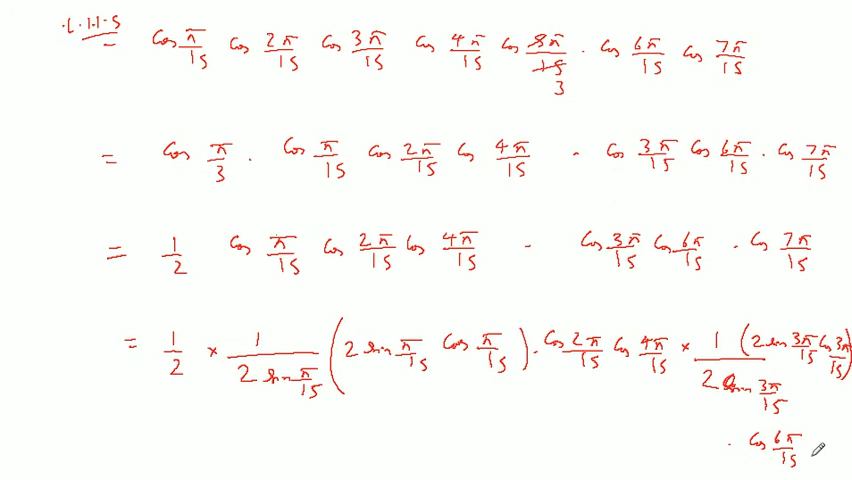 L.H.S
= cos π/15 cos 2π/15 cos 3π/15 cos 4π/15 cos 5π/15 3 . cos 6π/15 cos 7π/15
= cos π/3 . cos π/15 cos 2π/15 cos 4π/15 . cos 3π/15 cos 6π/15 . cos 7π/15
= 1/2 cos π/15 cos 2π/15 cos 4π/15 . cos 3π/15 cos 6π/15 . cos 7π/15
= 1/2 × 1/(2 sin π/15) (2 sin π/15 cos π/15) . cos 2π/15 cos 4π/15 × 1/(2 sin 3π/15) (2 sin 3π/15 cos 3π/15)
. cos 6π/15